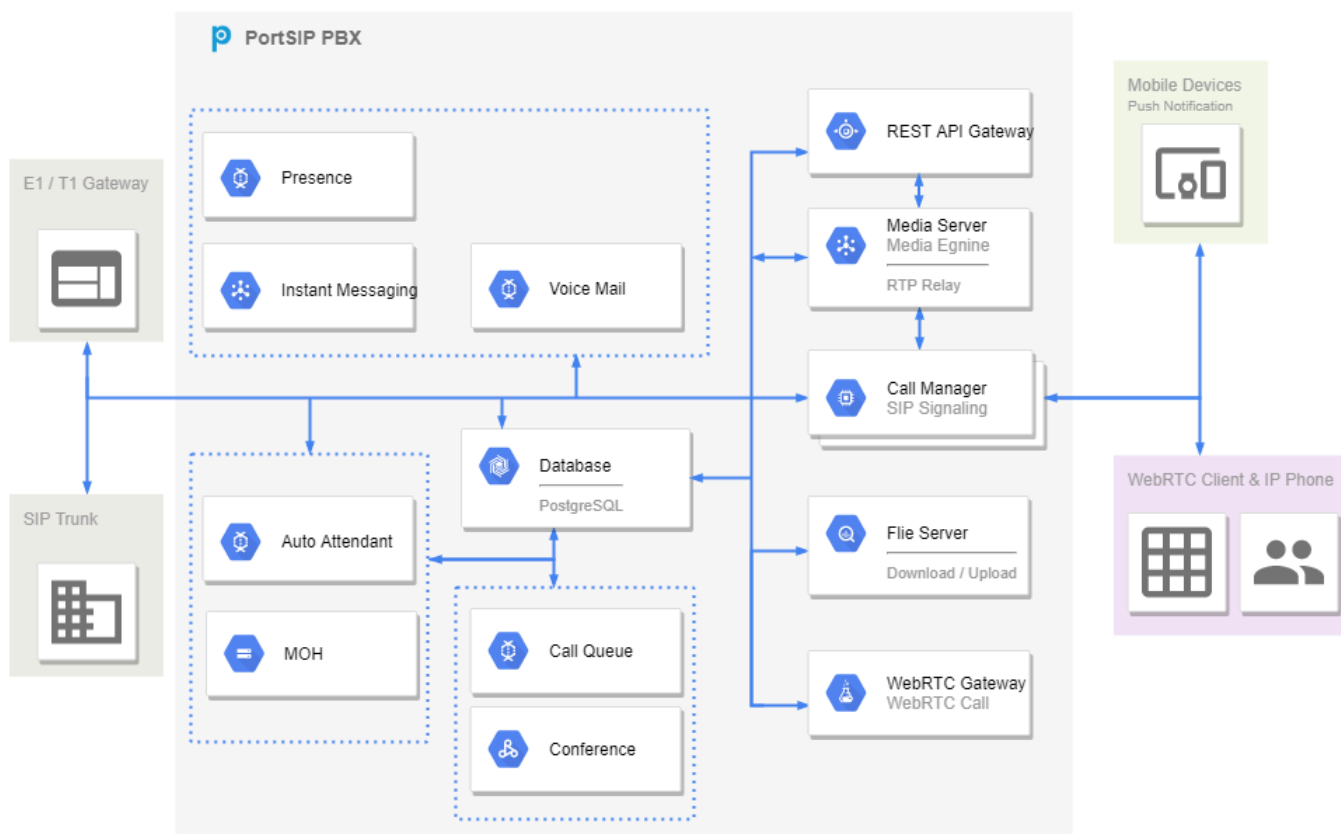 PortSIP PBX
E1 / T1 Gateway
SIP Trunk
Presence
Instant Messaging
Voice Mail
Auto Attendant
MOH
Database
PostgreSQL
Call Queue
Conference
REST API Gateway
Media Server
Media Egnine
RTP Relay
Call Manager
SIP Signaling
Flie Server
Download / Upload
WebRTC Gateway
WebRTC Call
Mobile Devices
Push Notification
WebRTC Client & IP Phone